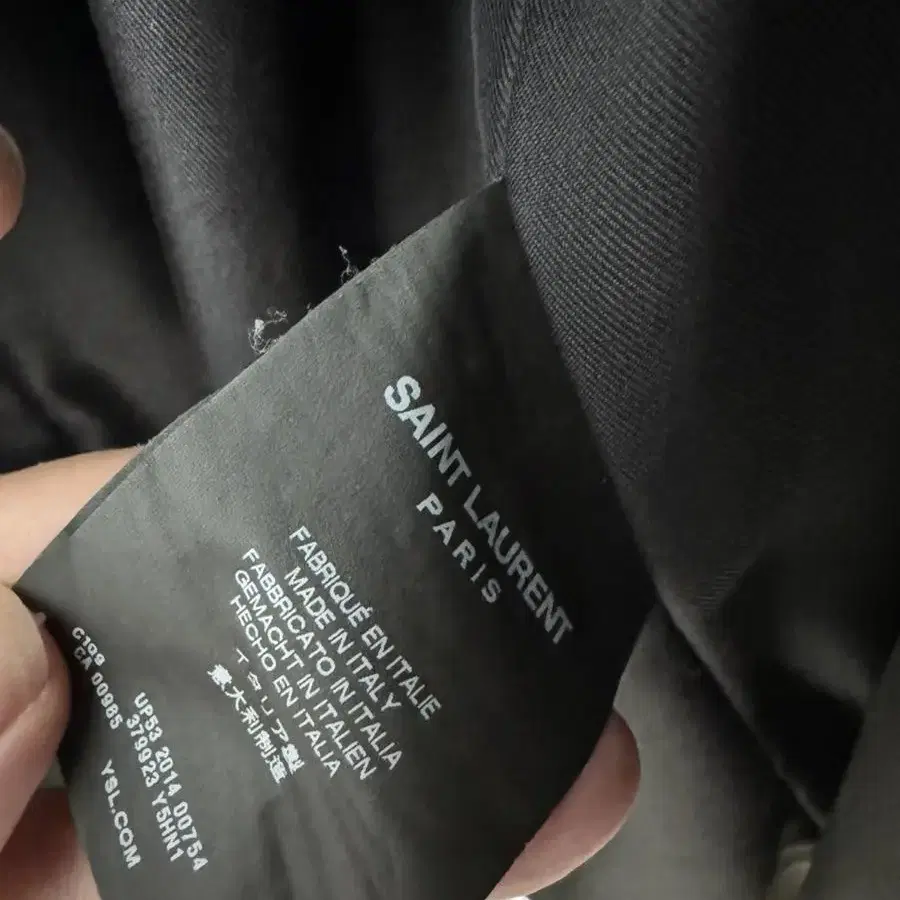 SAINT LAURENT
PARIS
FABRIQUÉ EN ITALIE
MADE IN ITALY
FABBRICATO IN ITALIA
GEMACHT IN ITALIEN
HECHO EN ITALIA
イタリア製
意大利制造
UP53 2014 00754
379923 Y5HN1
C109
CA 00985
YSL.COM